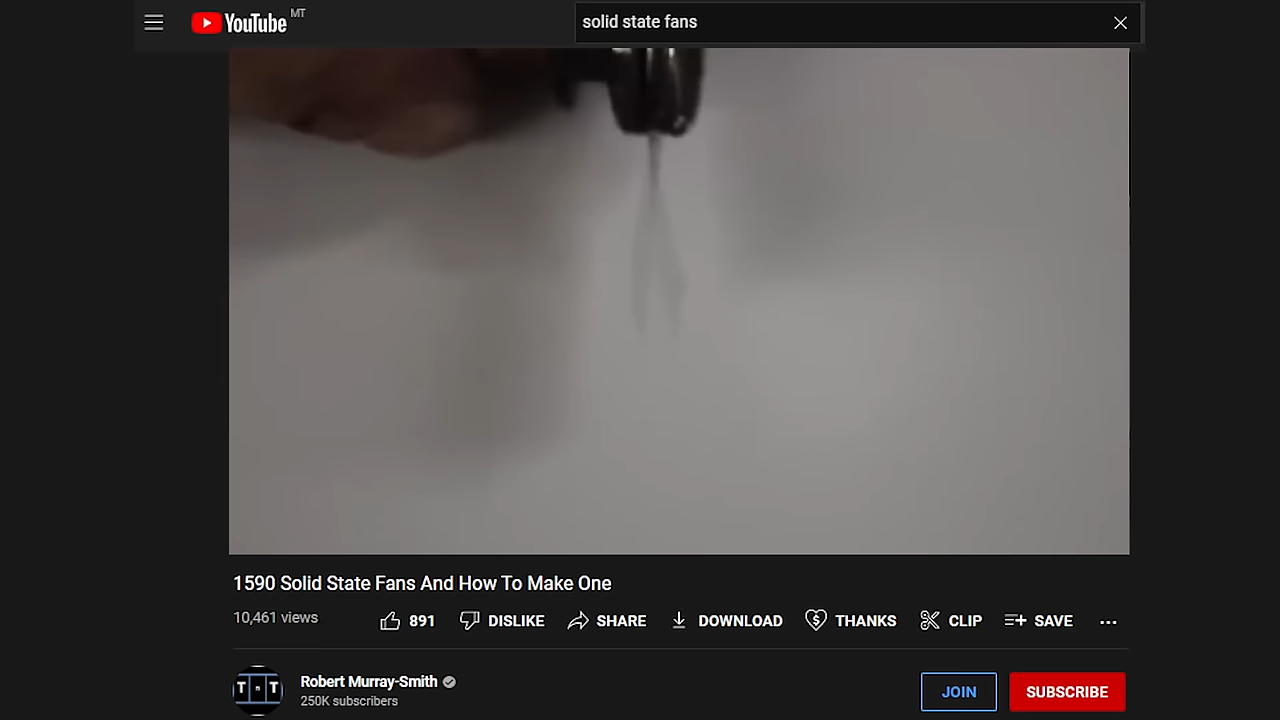 YouTube MT
solid state fans
1590 Solid State Fans And How To Make One
10,461 views 891 DISLIKE SHARE DOWNLOAD THANKS CLIP SAVE
TnT
Robert Murray-Smith
250K subscribers
JOIN SUBSCRIBE